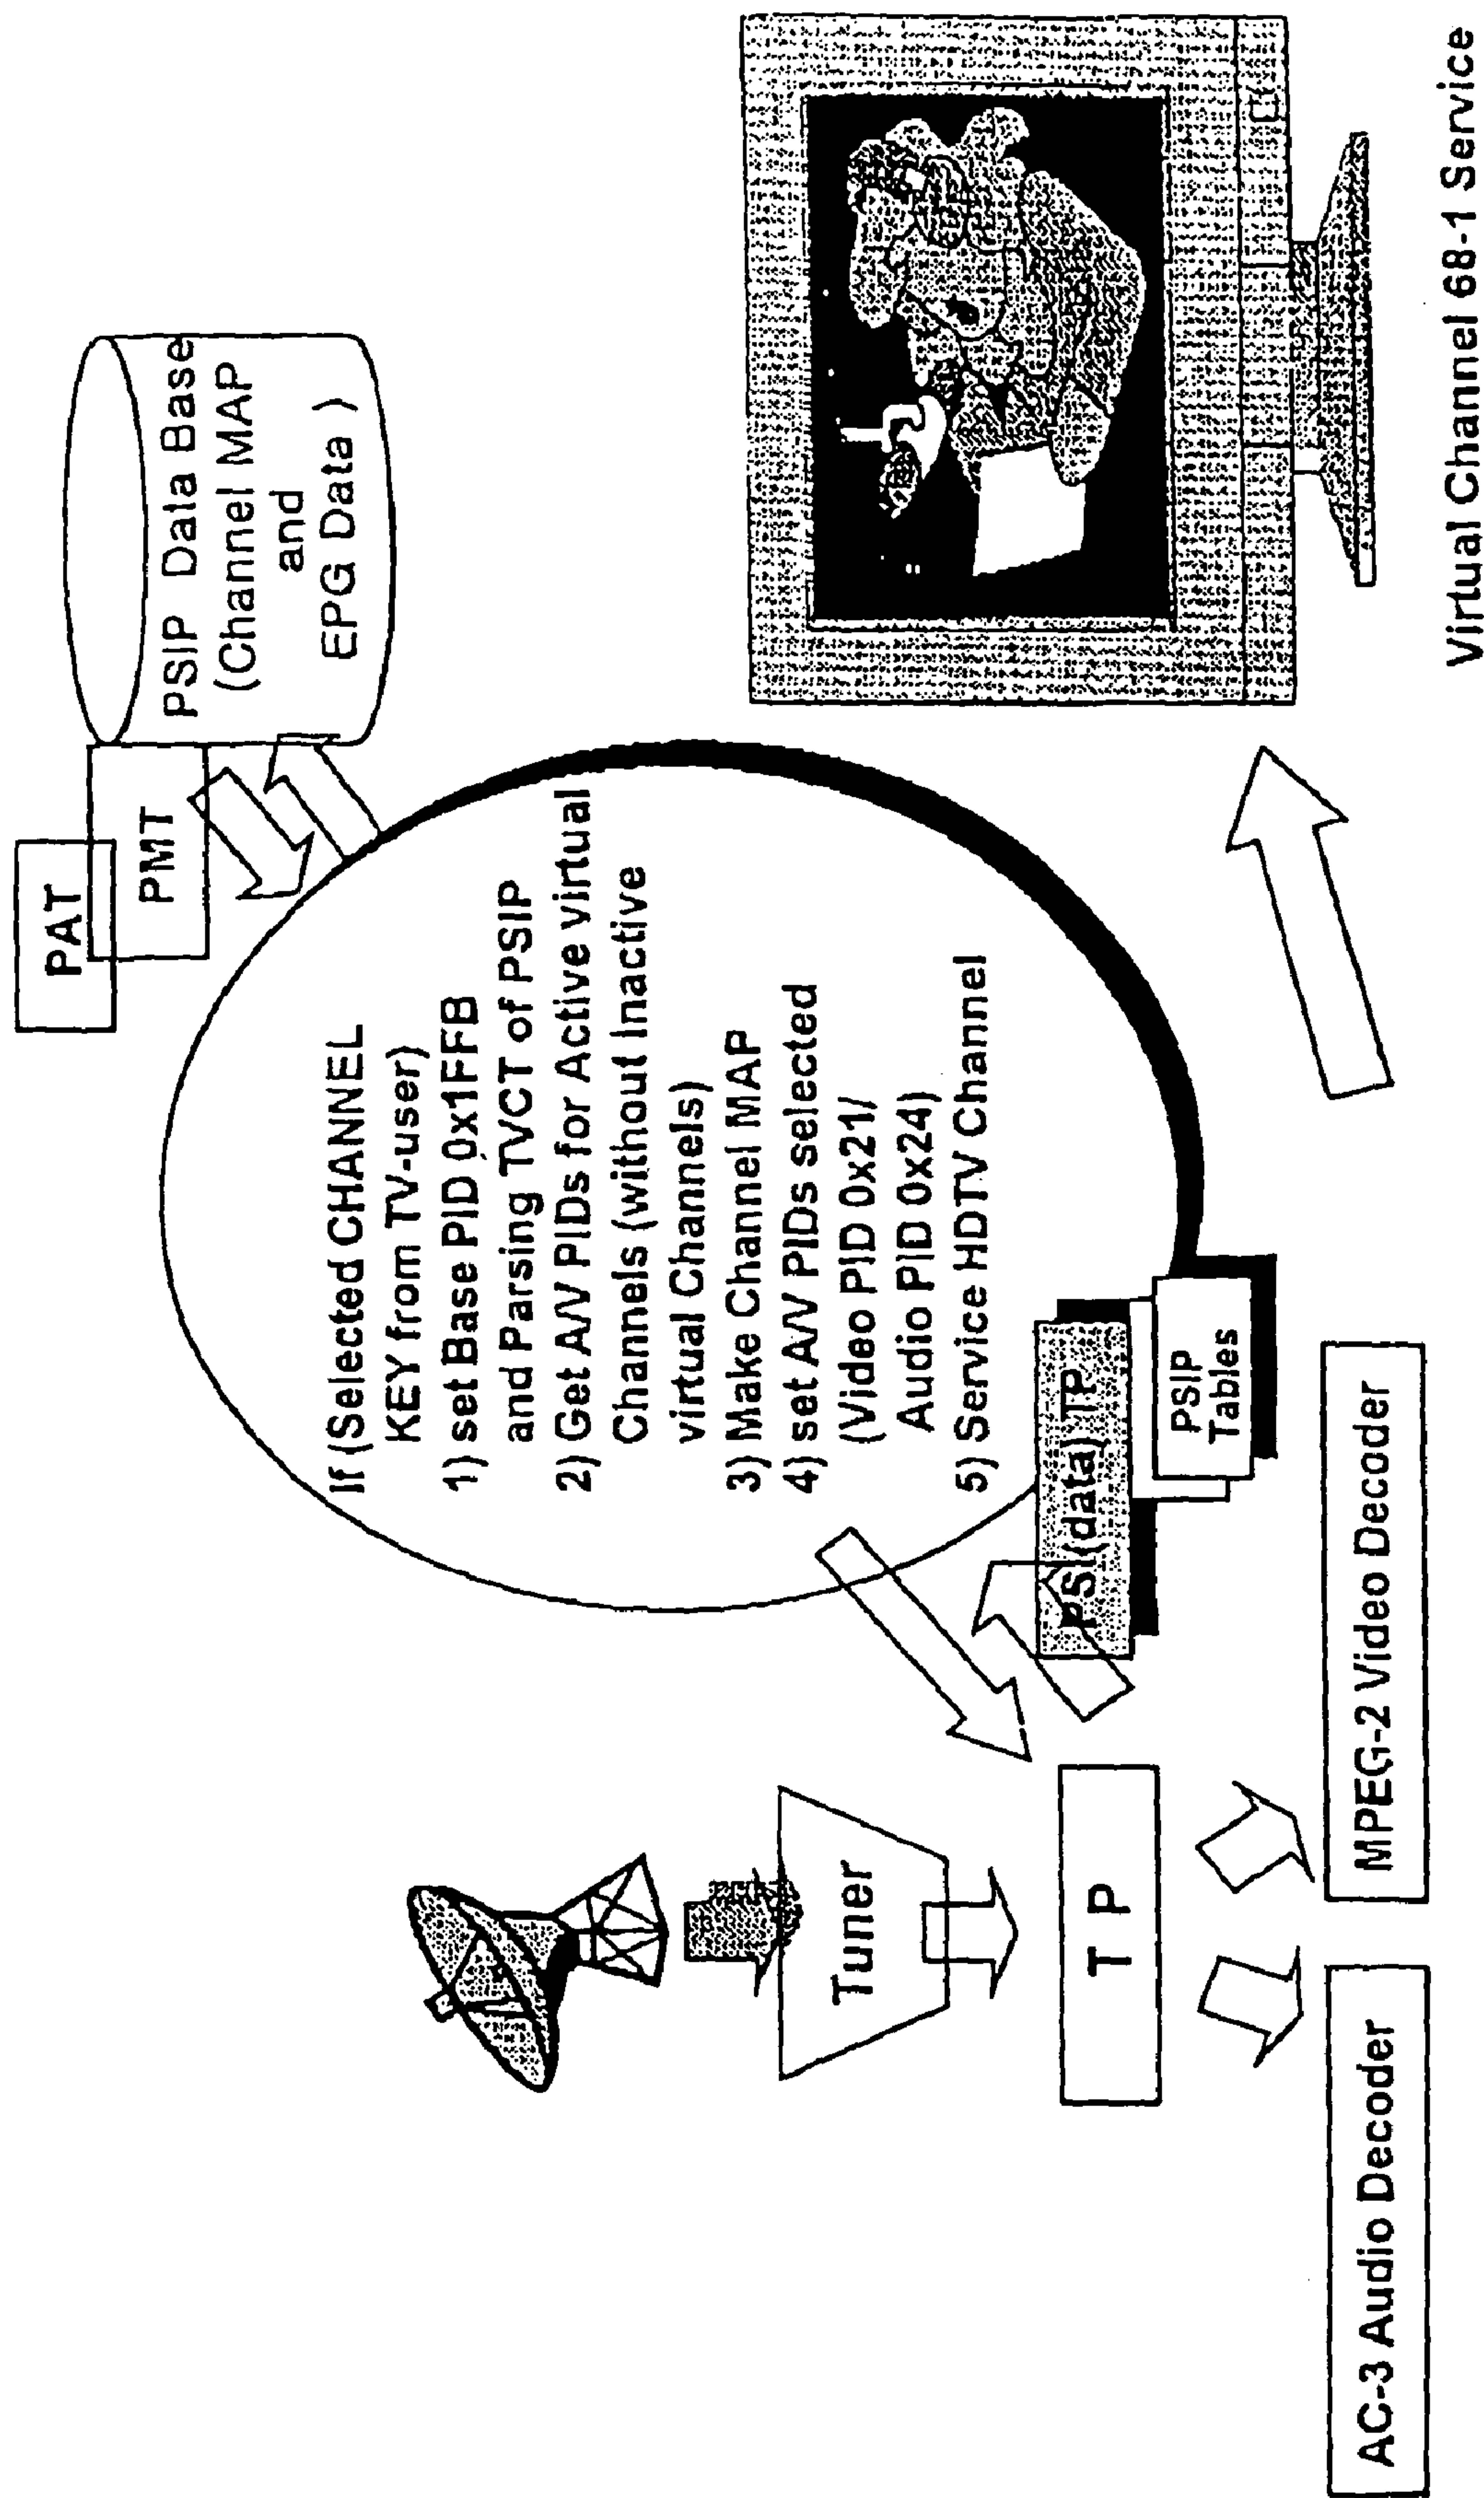 PAT
PMT
PSIP Data Base
(Channel MAP
and
EPG Data )
If (Selected CHANNEL
KEY from TV-user)
1) set Base PID 0x1FFB
and Parsing TVCT of PSIP
2) Get A/V PIDs for Active virtual
Channels (without Inactive
virtual Channels)
3) Make Channel MAP
4) set A/V PIDs selected
(Video PID 0x21/
Audio PID 0x24)
5) Service HDTV Channel
PSI(data) TP
PSIP
Tables
Tuner
T P
AC-3 Audio Decoder
MPEG-2 Video Decoder
Virtual Channel 68-1 Service